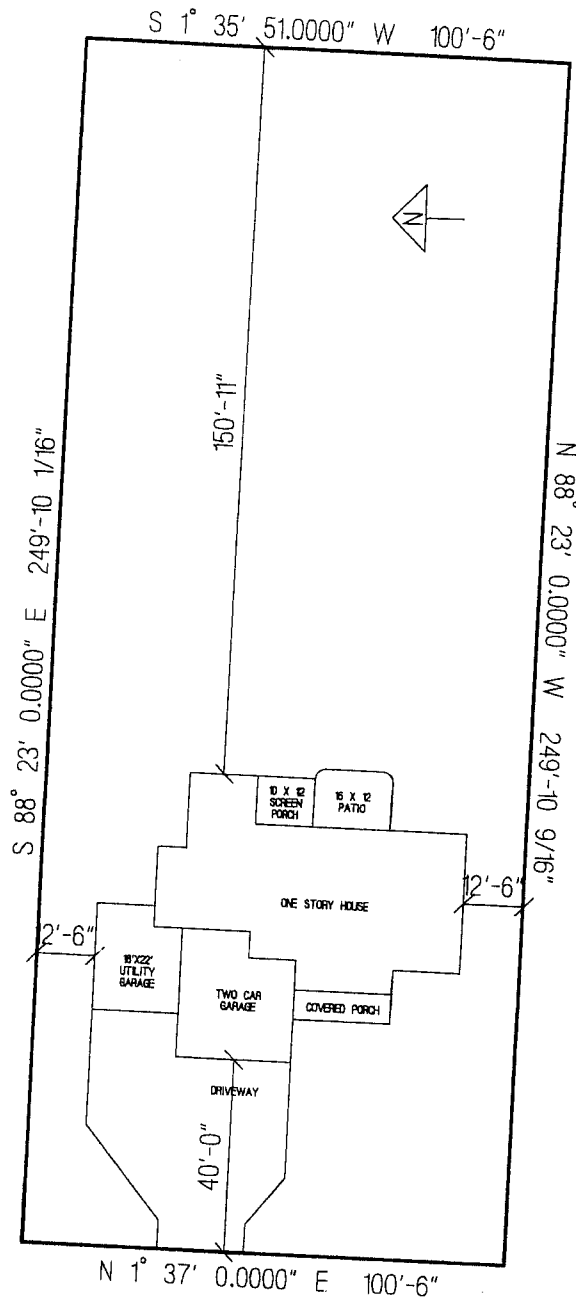 S 1° 35' 51.0000" W 100'-6"
N
150'-11"
S 88° 23' 0.0000" E 249'-10 1/16"
N 88° 23' 0.0000" W 249'-10 9/16"
10 X 12
SCREEN
PORCH
16 X 12
PATIO
ONE STORY HOUSE
12'-6"
2'-6"
18'X22'
UTILITY
GARAGE
TWO CAR
GARAGE
COVERED PORCH
DRIVEWAY
40'-0"
N 1° 37' 0.0000" E 100'-6"